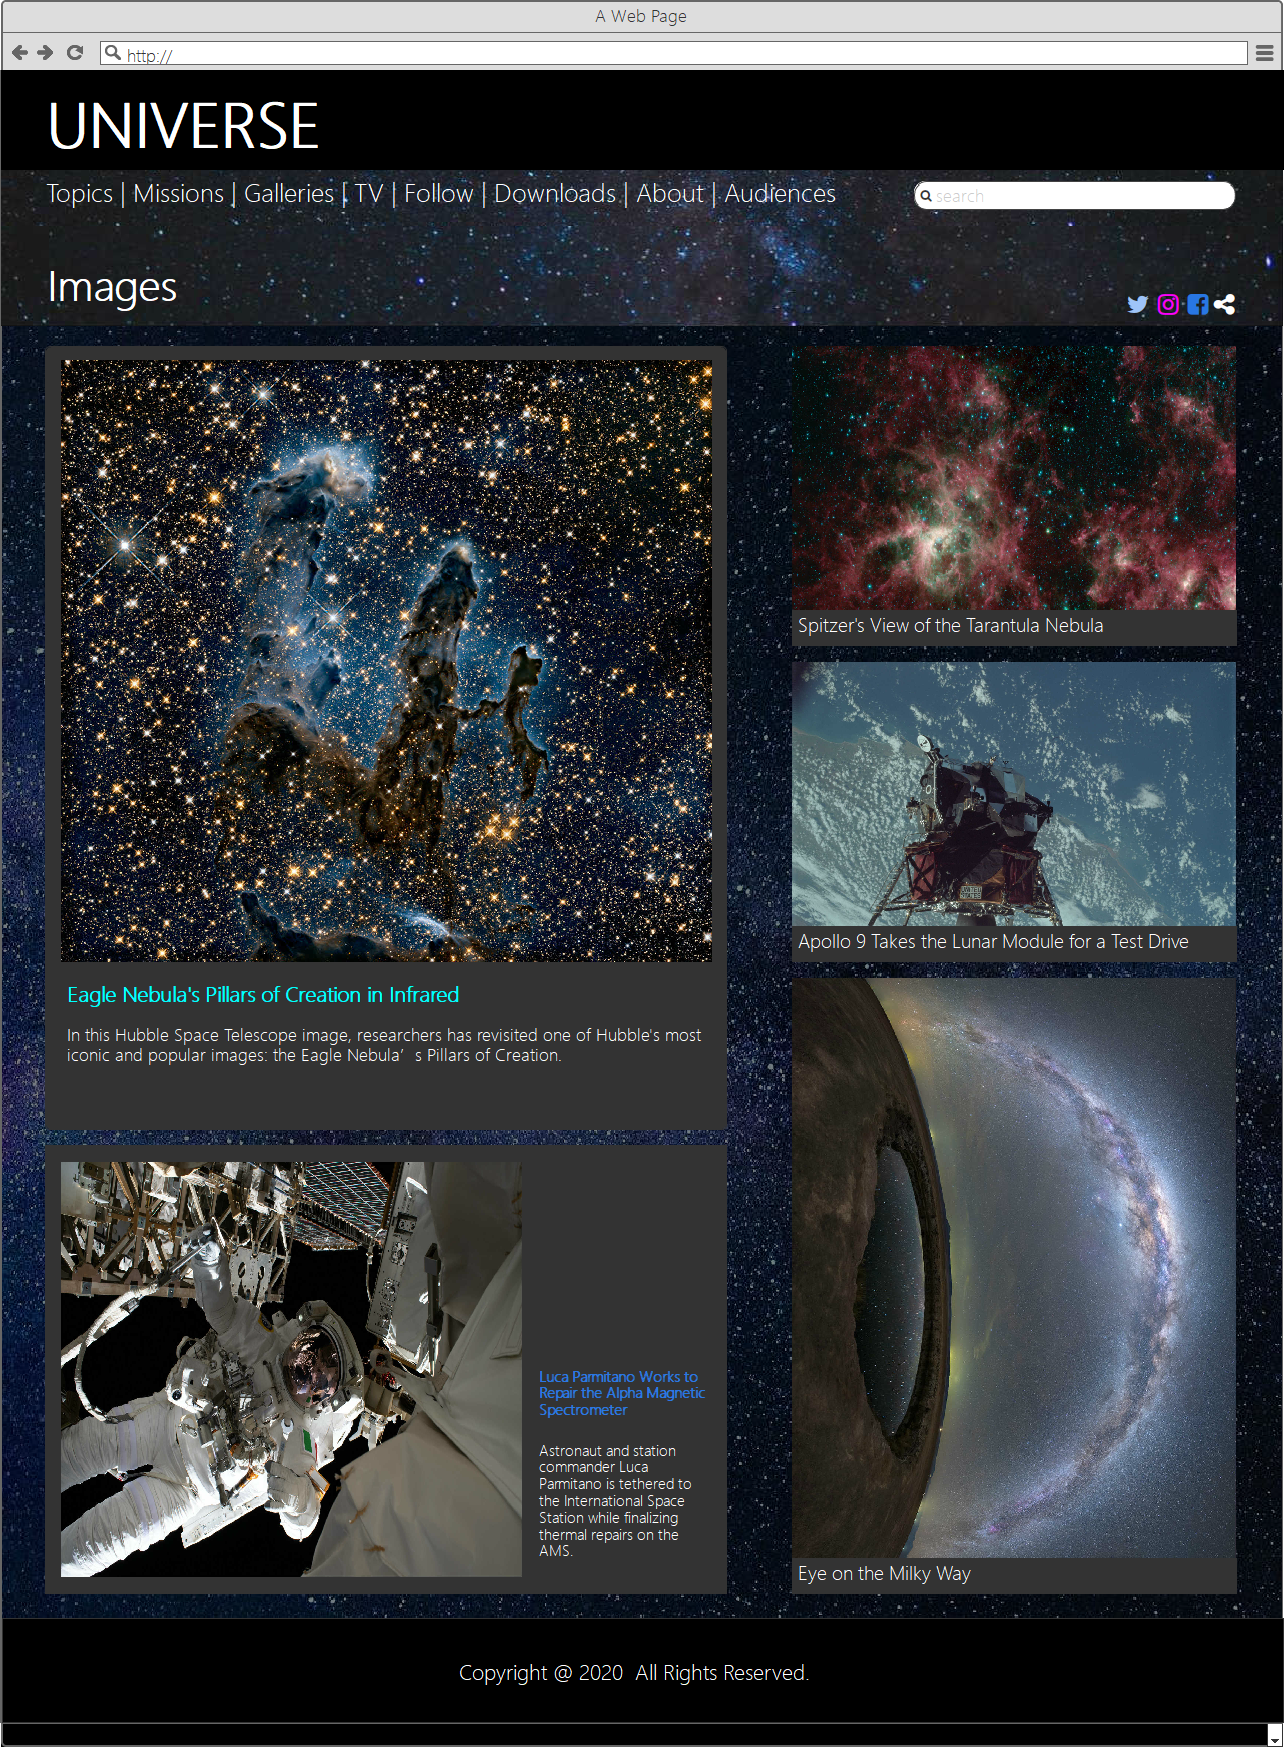 A Web Page
http://
UNIVERSE
Topics | Missions | Galleries | TV | Follow | Downloads | About | Audiences
search
Images
Spitzer's View of the Tarantula Nebula
Apollo 9 Takes the Lunar Module for a Test Drive
Eagle Nebula's Pillars of Creation in Infrared
In this Hubble Space Telescope image, researchers has revisited one of Hubble's most
iconic and popular images: the Eagle Nebula’s Pillars of Creation.
Luca Parmitano Works to
Repair the Alpha Magnetic
Spectrometer
Astronaut and station
commander Luca
Parmitano is tethered to
the International Space
Station while finalizing
thermal repairs on the
AMS.
Eye on the Milky Way
Copyright @ 2020  All Rights Reserved.